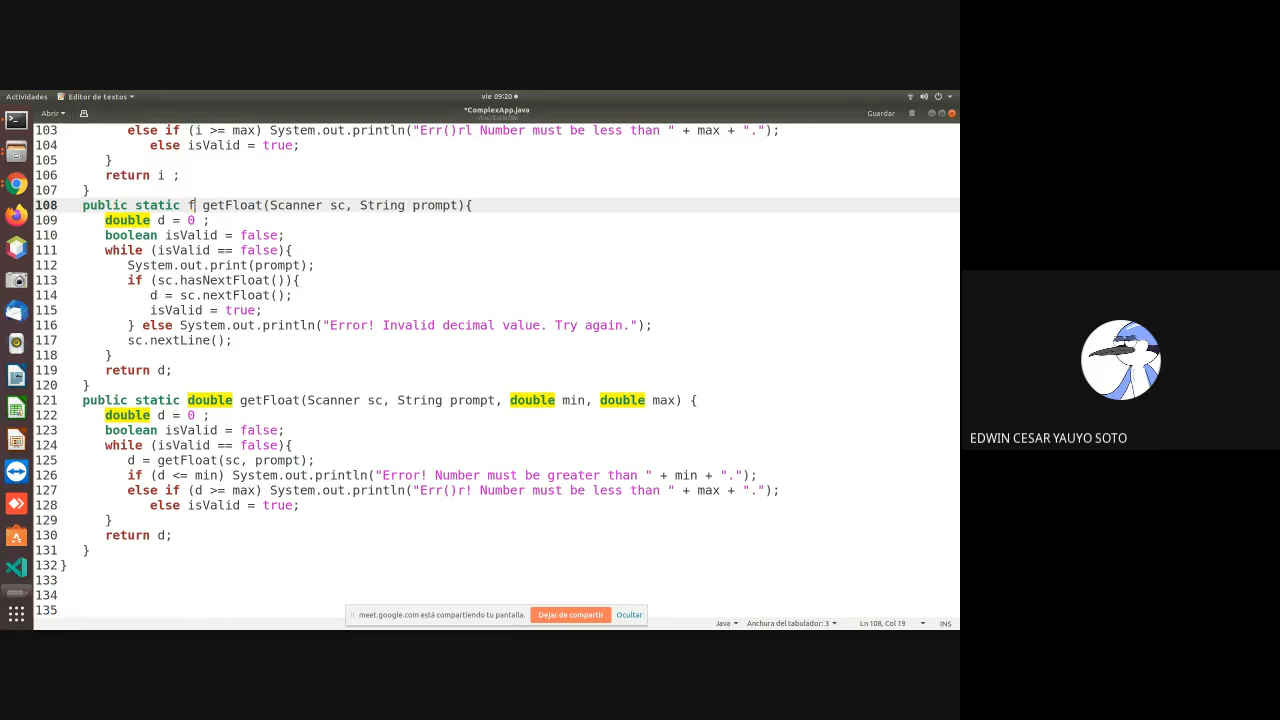 Actividades Editor de textos vie 09:20
Abrir *ComplexApp.java Guardar
103 else if (i >= max) System.out.println("Err()rl Number must be less than " + max + ".");
104 else isValid = true;
105 }
106 return i ;
107 }
108 public static f getFloat(Scanner sc, String prompt){
109 double d = 0 ;
110 boolean isValid = false;
111 while (isValid == false){
112 System.out.print(prompt);
113 if (sc.hasNextFloat()){
114 d = sc.nextFloat();
115 isValid = true;
116 } else System.out.println("Error! Invalid decimal value. Try again.");
117 sc.nextLine();
118 }
119 return d;
120 }
121 public static double getFloat(Scanner sc, String prompt, double min, double max) {
122 double d = 0 ;
123 boolean isValid = false;
124 while (isValid == false){
125 d = getFloat(sc, prompt);
126 if (d <= min) System.out.println("Error! Number must be greater than " + min + ".");
127 else if (d >= max) System.out.println("Err()r! Number must be less than " + max + ".");
128 else isValid = true;
129 }
130 return d;
131 }
132 }
133
134
135
meet.google.com está compartiendo tu pantalla. Dejar de compartir Ocultar
Java Anchura del tabulador: 3 Ln 108, Col 19 INS
EDWIN CESAR YAUYO SOTO